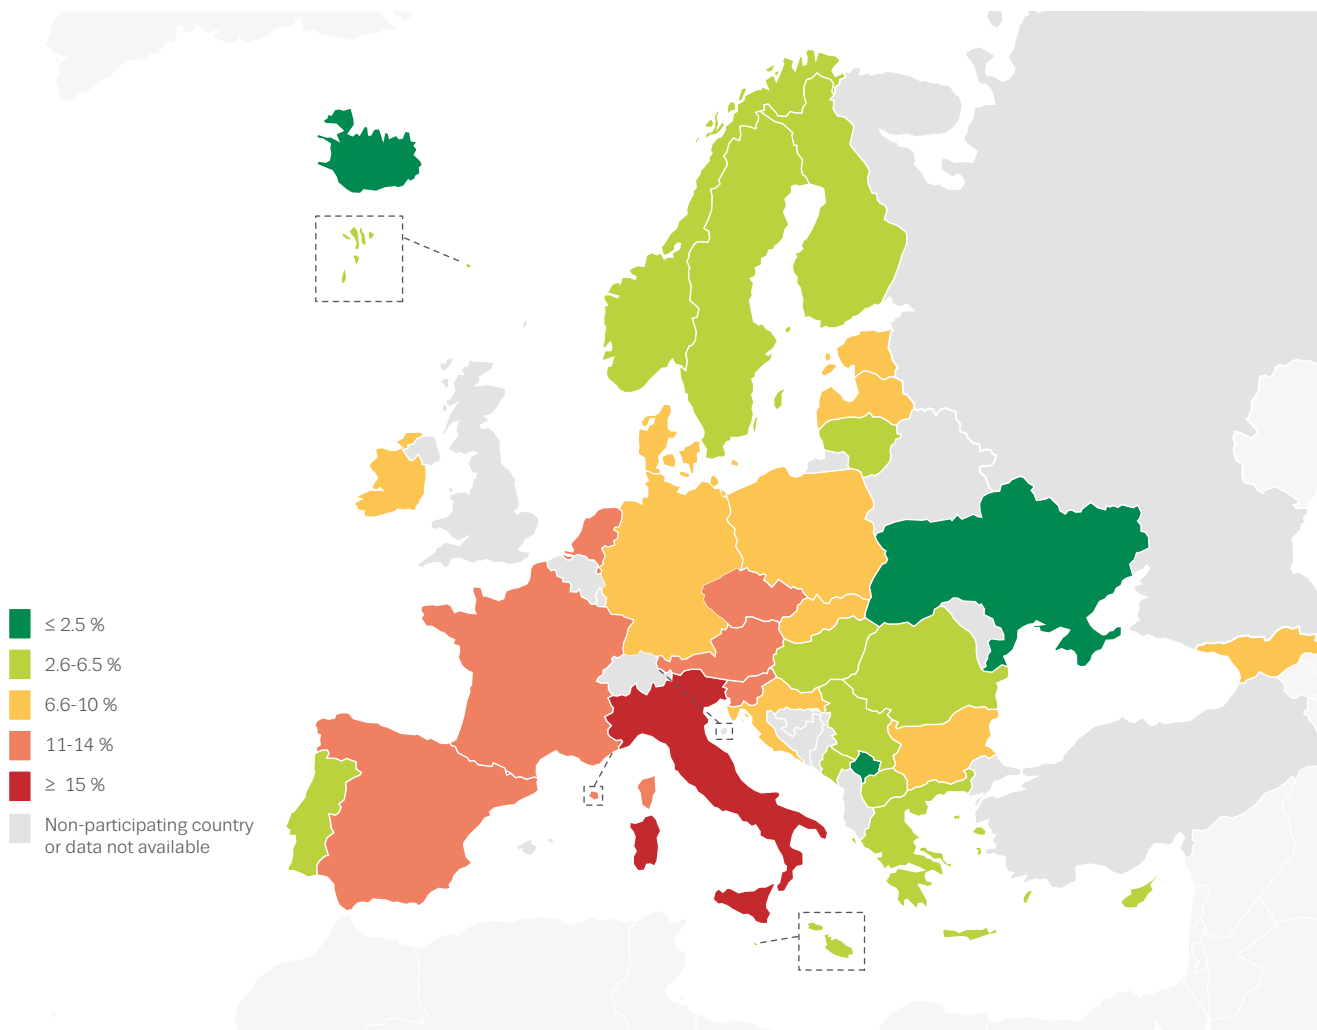 ≤ 2.5 %
2.6-6.5 %
6.6-10 %
11-14 %
≥ 15 %
Non-participating country
or data not available